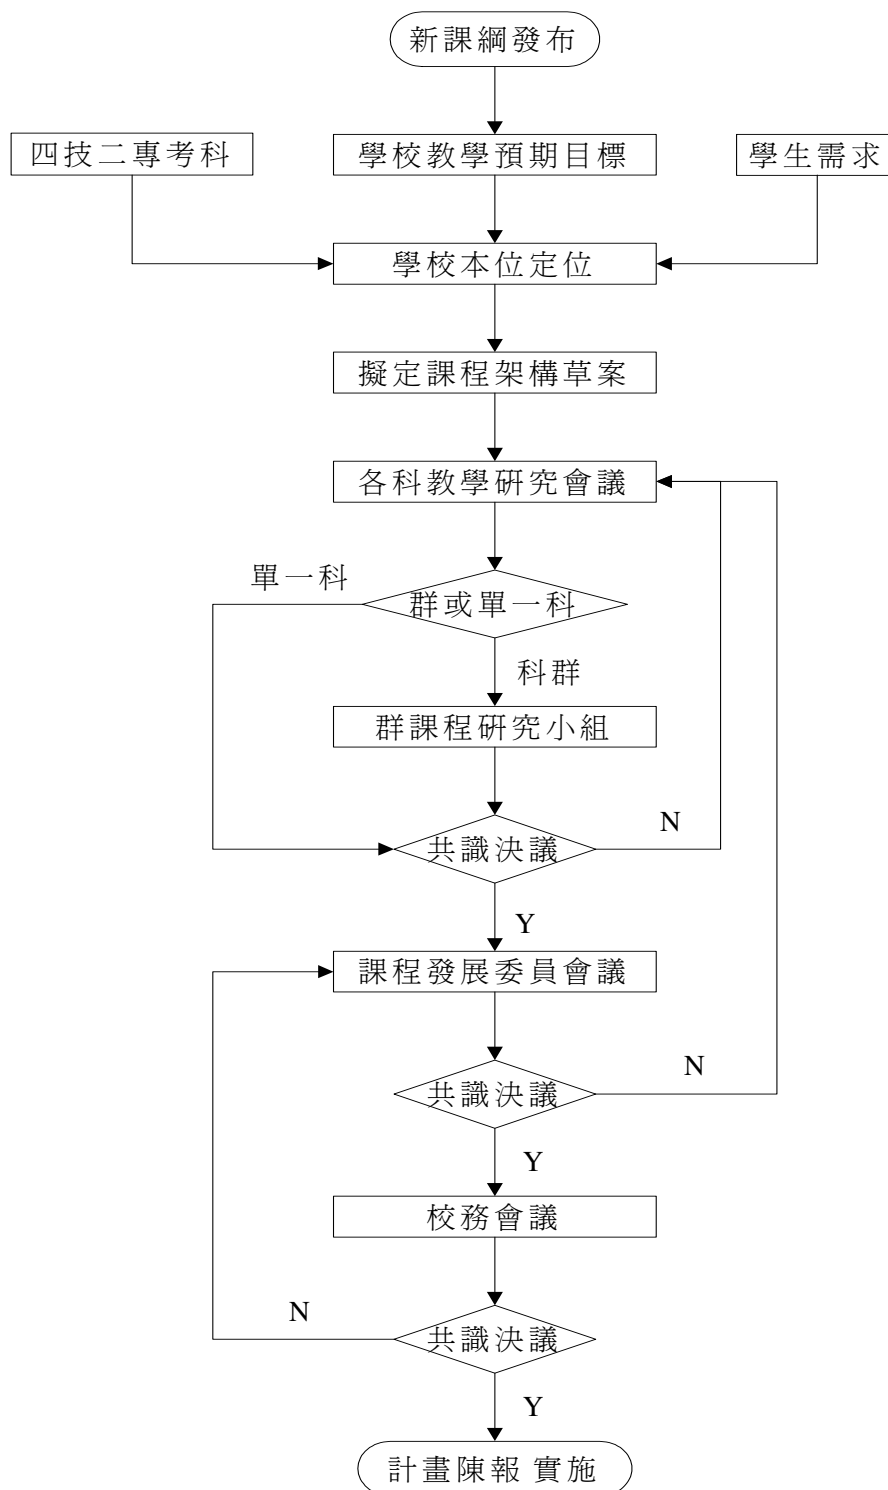 新課綱發布
四技二專考科
學校教學預期目標
學生需求
學校本位定位
擬定課程架構草案
各科教學研究會議
單一科
群或單一科
科群
群課程研究小組
共識決議
N
Y
課程發展委員會議
共識決議
N
Y
校務會議
N
共識決議
Y
計畫陳報 實施